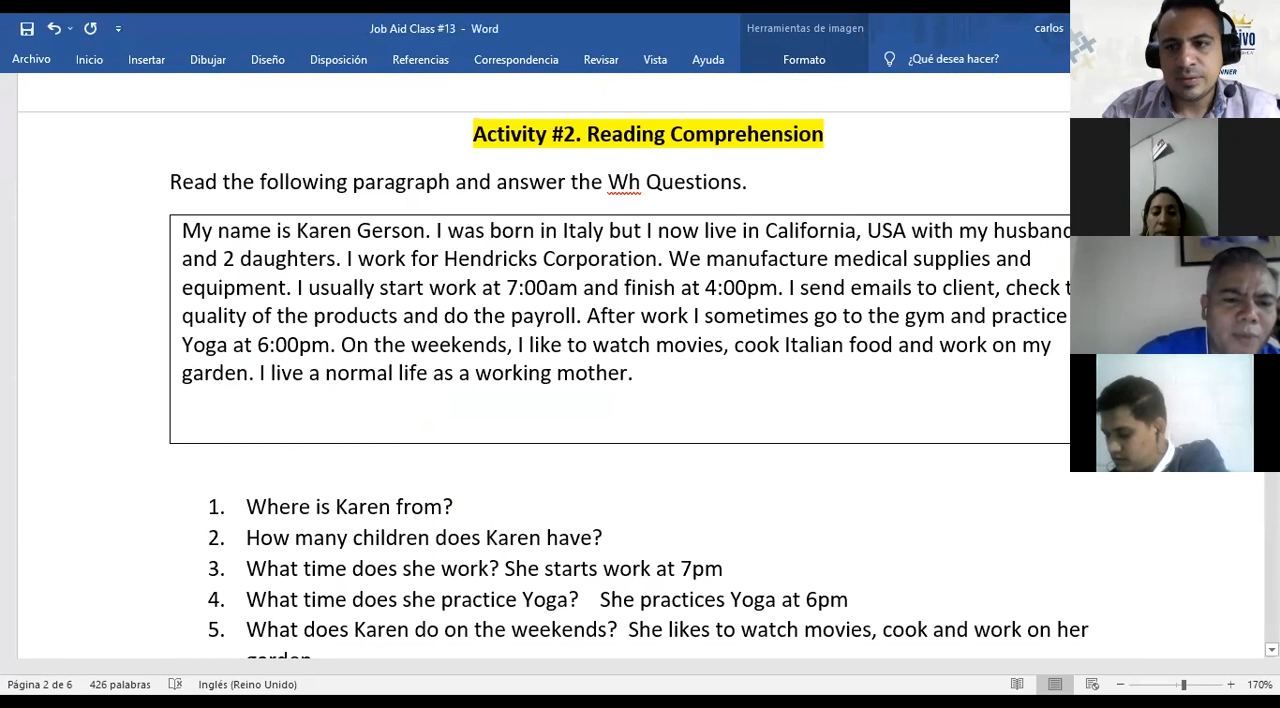 Job Aid Class #13 - Word
Herramientas de imagen
carlos
Archivo Inicio Insertar Dibujar Diseño Disposición Referencias Correspondencia Revisar Vista Ayuda Formato ¿Qué desea hacer?
Activity #2. Reading Comprehension
Read the following paragraph and answer the Wh Questions.
My name is Karen Gerson. I was born in Italy but I now live in California, USA with my husband
and 2 daughters. I work for Hendricks Corporation. We manufacture medical supplies and
equipment. I usually start work at 7:00am and finish at 4:00pm. I send emails to client, check t
quality of the products and do the payroll. After work I sometimes go to the gym and practice
Yoga at 6:00pm. On the weekends, I like to watch movies, cook Italian food and work on my
garden. I live a normal life as a working mother.
1. Where is Karen from?
2. How many children does Karen have?
3. What time does she work? She starts work at 7pm
4. What time does she practice Yoga? She practices Yoga at 6pm
5. What does Karen do on the weekends? She likes to watch movies, cook and work on her
garden
Página 2 de 6 426 palabras Inglés (Reino Unido) 170%